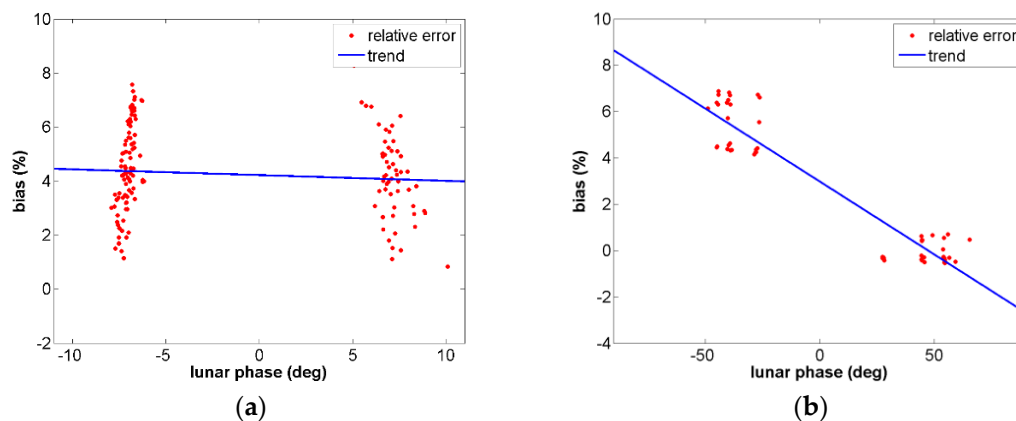 10
8
6
4
2
0
-2
bias (%)
-10
-5
0
5
10
lunar phase (deg)
relative error
trend
(a)
10
8
6
4
2
0
-2
-4
bias (%)
-50
0
50
lunar phase (deg)
relative error
trend
(b)